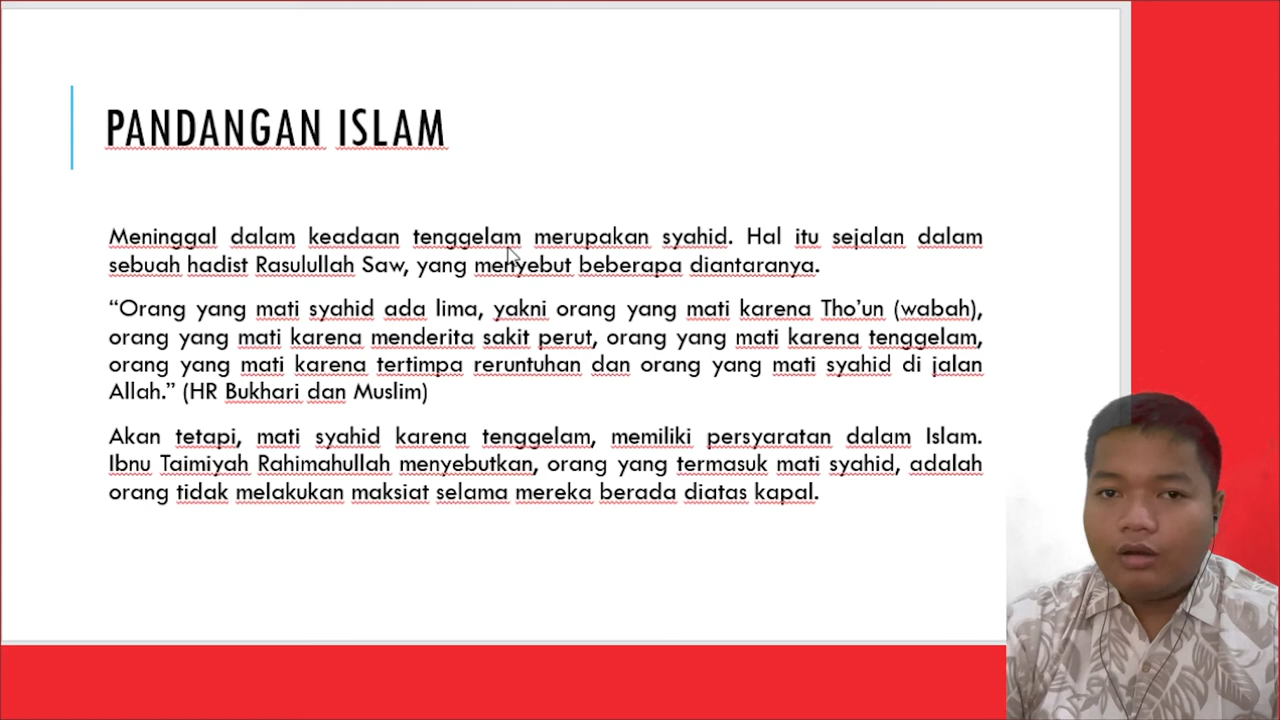 PANDANGAN ISLAM
Meninggal dalam keadaan tenggelam merupakan syahid. Hal itu sejalan dalam
sebuah hadist Rasulullah Saw, yang menyebut beberapa diantaranya.
“Orang yang mati syahid ada lima, yakni orang yang mati karena Tho’un (wabah),
orang yang mati karena menderita sakit perut, orang yang mati karena tenggelam,
orang yang mati karena tertimpa reruntuhan dan orang yang mati syahid di jalan
Allah.” (HR Bukhari dan Muslim)
Akan tetapi, mati syahid karena tenggelam, memiliki persyaratan dalam Islam.
Ibnu Taimiyah Rahimahullah menyebutkan, orang yang termasuk mati syahid, adalah
orang tidak melakukan maksiat selama mereka berada diatas kapal.